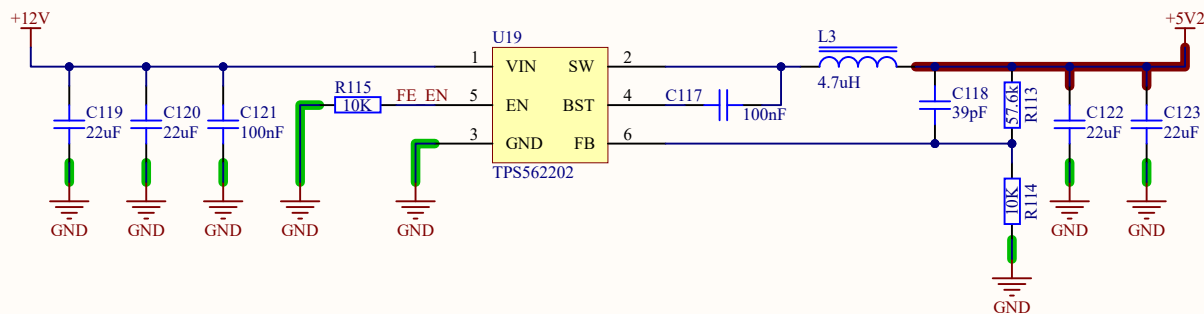 +12V
+5V2
U19
L3
1
VIN
SW
2
4.7uH
R115
10K
FE_EN
5
EN
BST
4
C117
100nF
C118
39pF
57.6k
R113
C119
22uF
C120
22uF
C121
100nF
3
GND
FB
6
C122
22uF
C123
22uF
TPS562202
10K
R114
GND
GND
GND
GND
GND
GND
GND
GND